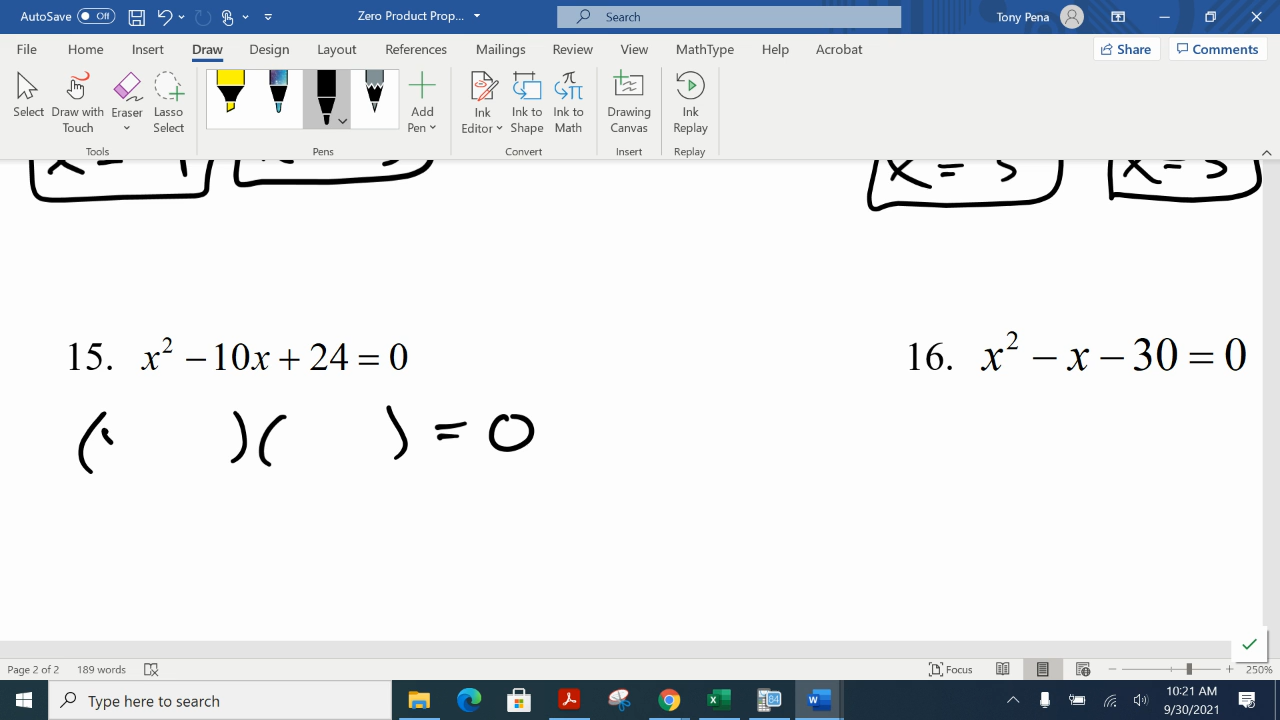 AutoSave Off Zero Product Prop... Search Tony Pena
File Home Insert Draw Design Layout References Mailings Review View MathType Help Acrobat Share Comments
Select Draw with Touch Eraser Lasso Select Add Pen Ink Editor Ink to Shape Ink to Math Drawing Canvas Ink Replay
Tools Pens Convert Insert Replay
x = x = 5 x = 3
15. x² − 10x + 24 = 0 16. x² − x − 30 = 0
( )( ) = 0
Page 2 of 2 189 words Focus 250%
Type here to search 84 10:21 AM
9/30/2021